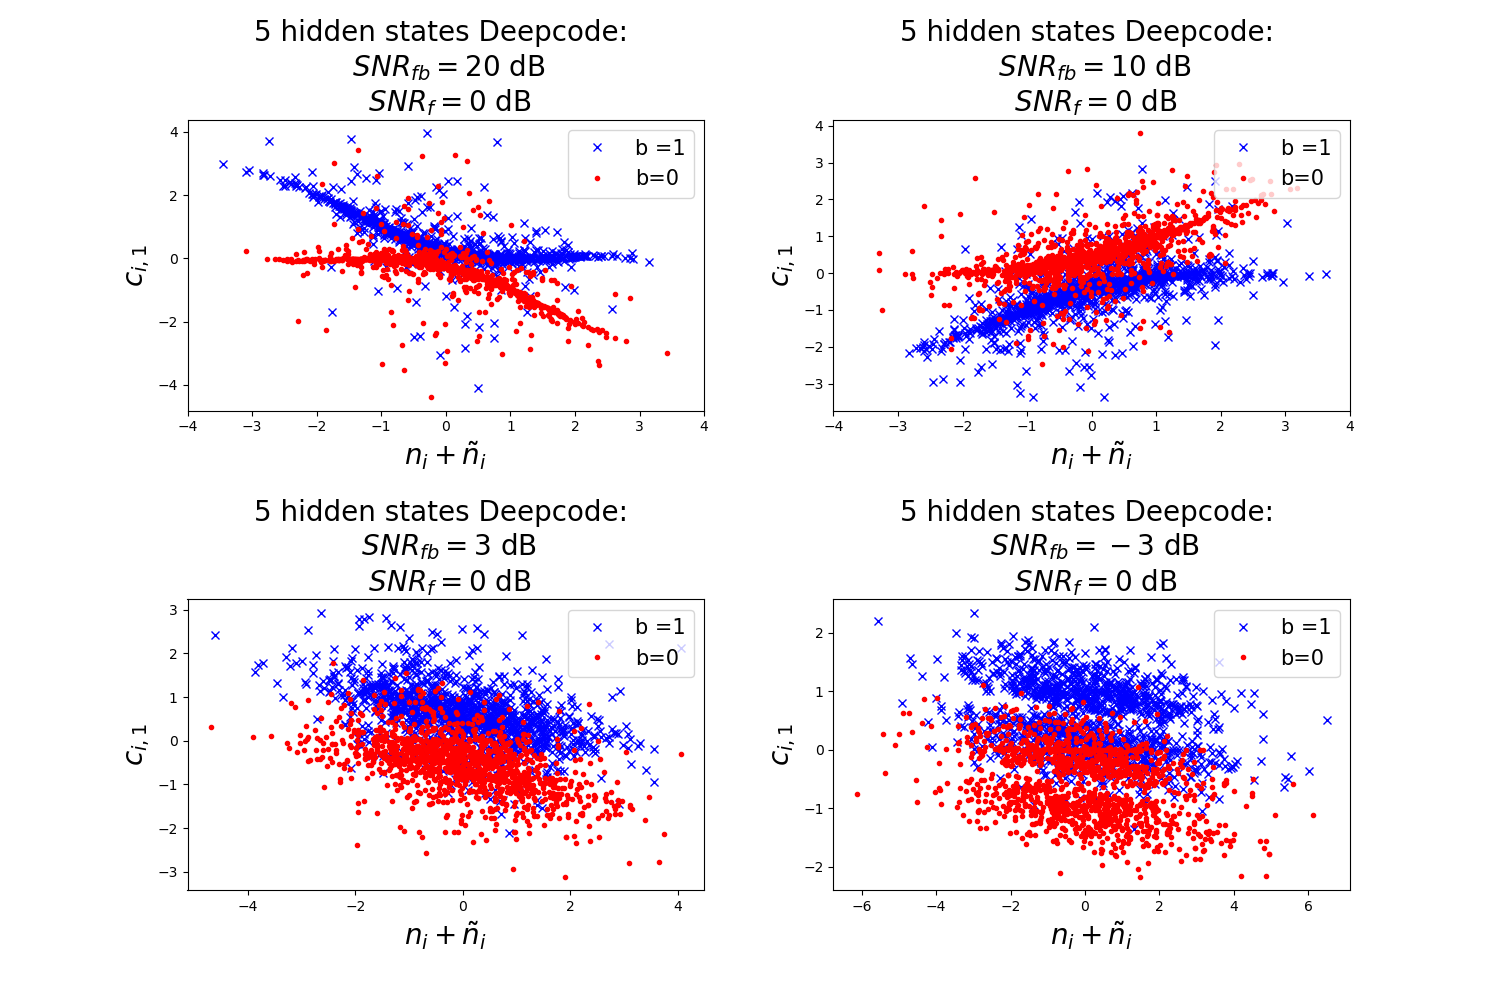 5 hidden states Deepcode:
SNR_fb = 20 dB
SNR_f = 0 dB
b =1
b=0
4
2
0
−2
−4
c_{i, 1}
−4 −3 −2 −1 0 1 2 3 4
n_i + ñ_i
5 hidden states Deepcode:
SNR_fb = 10 dB
SNR_f = 0 dB
b =1
b=0
4
3
2
1
0
−1
−2
−3
c_{i, 1}
−4 −3 −2 −1 0 1 2 3 4
n_i + ñ_i
5 hidden states Deepcode:
SNR_fb = 3 dB
SNR_f = 0 dB
b =1
b=0
3
2
1
0
−1
−2
−3
c_{i, 1}
−4 −2 0 2 4
n_i + ñ_i
5 hidden states Deepcode:
SNR_fb = −3 dB
SNR_f = 0 dB
b =1
b=0
2
1
0
−1
−2
c_{i, 1}
−6 −4 −2 0 2 4 6
n_i + ñ_i